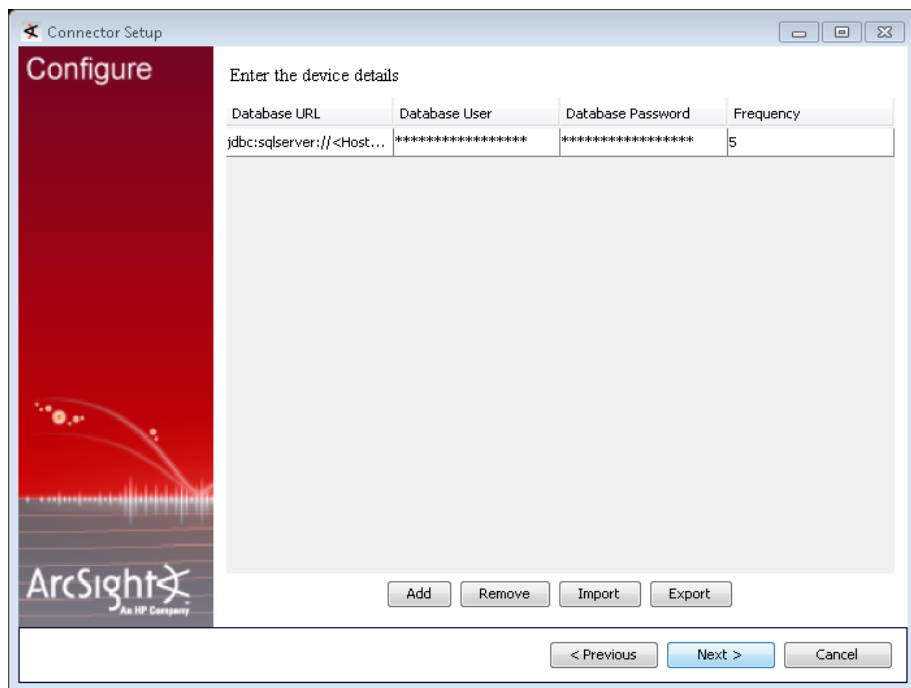 Connector Setup
Configure
Enter the device details
Database URL Database User Database Password Frequency
jdbc:sqlserver://<Host... ***************** ***************** 5
Add Remove Import Export
ArcSight
An HP Company
< Previous Next > Cancel